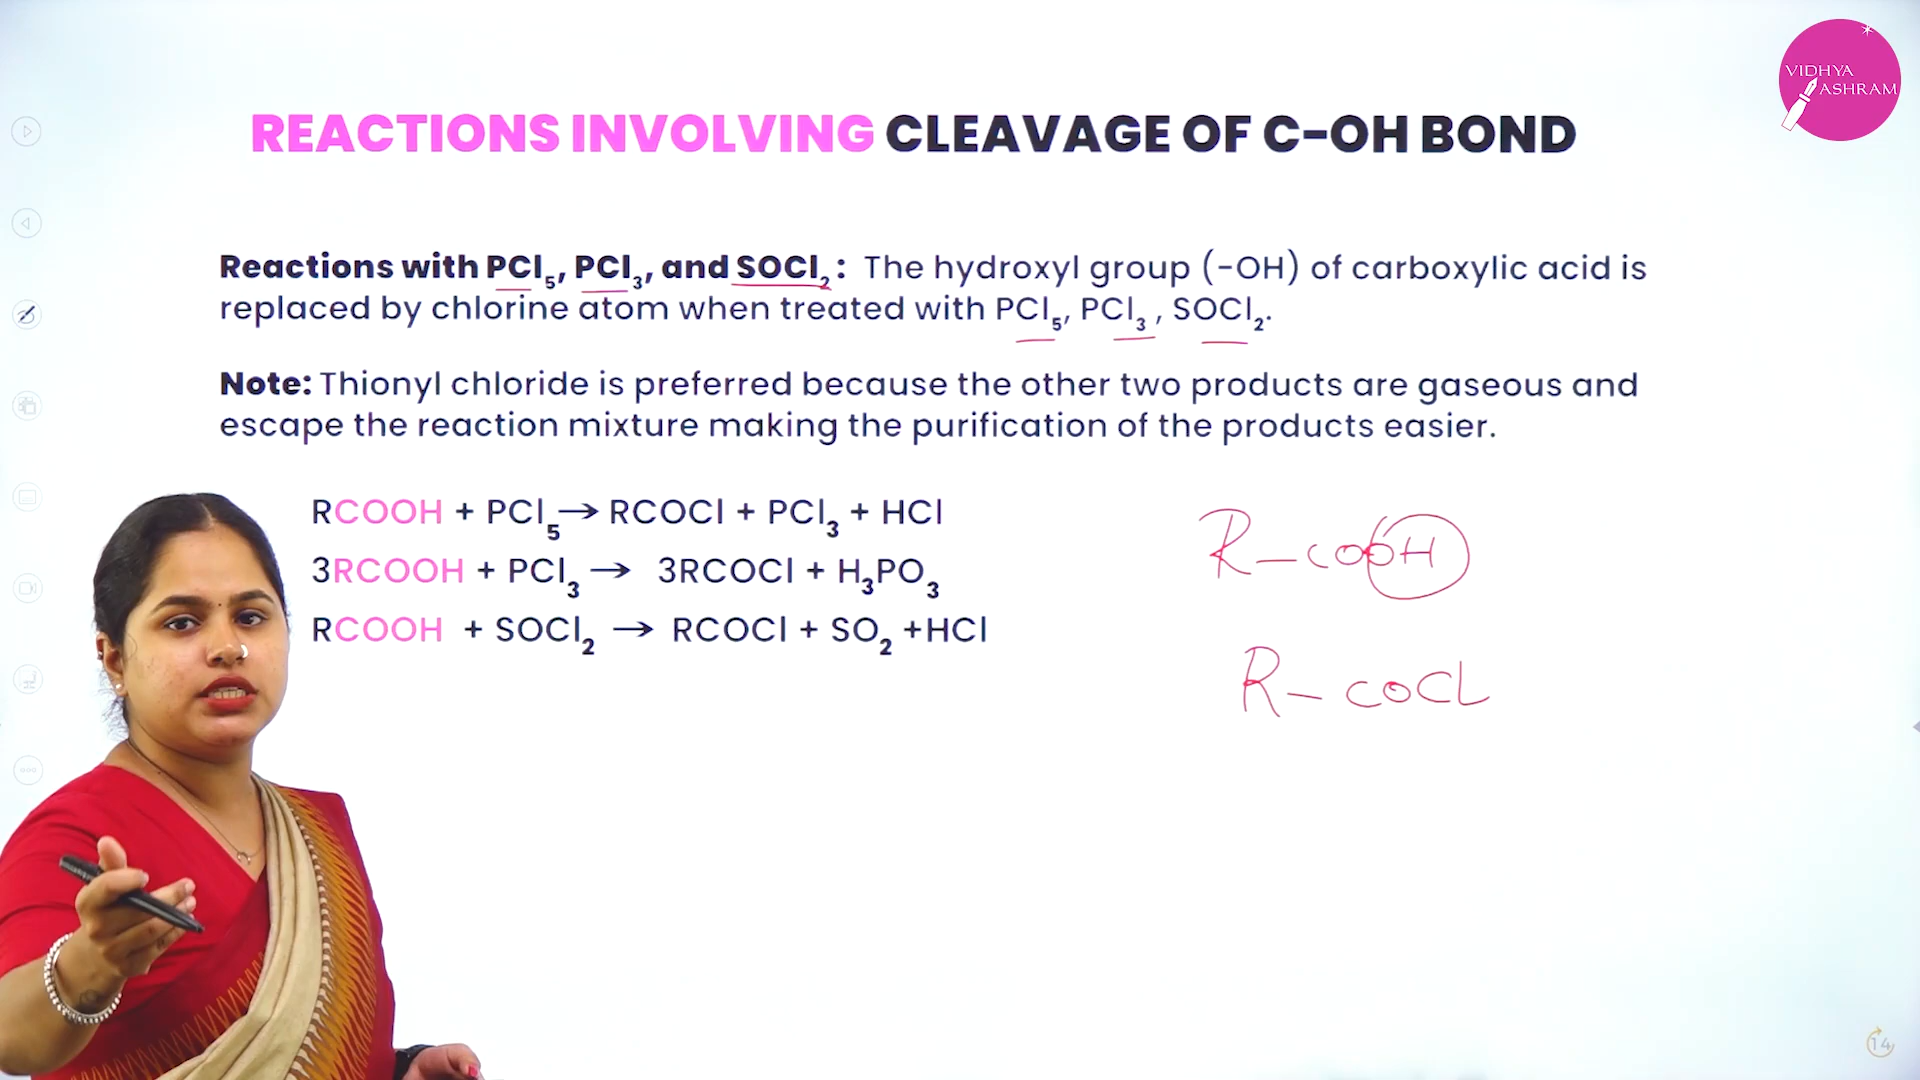 VIDHYA
ASHRAM
REACTIONS INVOLVING CLEAVAGE OF C-OH BOND
Reactions with PCl5, PCl3, and SOCl2: The hydroxyl group (-OH) of carboxylic acid is
replaced by chlorine atom when treated with PCl5, PCl3 , SOCl2.
Note: Thionyl chloride is preferred because the other two products are gaseous and
escape the reaction mixture making the purification of the products easier.
RCOOH + PCl5 → RCOCl + PCl3 + HCl
3RCOOH + PCl3 → 3RCOCl + H3PO3
RCOOH + SOCl2 → RCOCl + SO2 +HCl
R-COOH
R-COCL
14